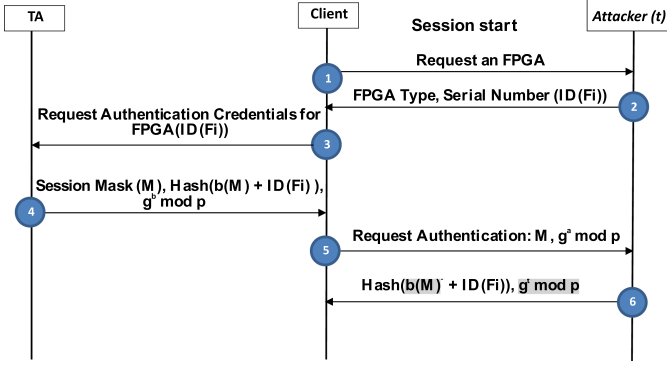 TA
Client
Attacker (t)
Session start
Request an FPGA
1
FPGA Type, Serial Number (ID(Fi))
2
Request Authentication Credentials for
FPGA(ID(Fi))
3
Session Mask (M), Hash(b(M) + ID(Fi) ),
g^b mod p
4
Request Authentication: M, g^a mod p
5
Hash(b(M)^- + ID(Fi)), g^t mod p
6